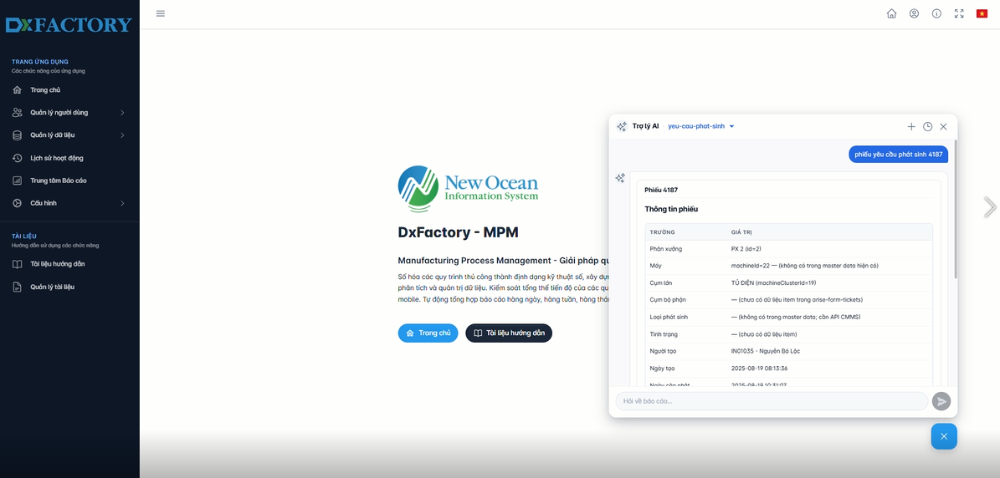 DxFACTORY
TRANG ỨNG DỤNG
Các chức năng của ứng dụng
Trang chủ
Quản lý người dùng
Quản lý dữ liệu
Lịch sử hoạt động
Trung tâm Báo cáo
Cấu hình
TÀI LIỆU
Hướng dẫn sử dụng các chức năng
Tài liệu hướng dẫn
Quản lý tài liệu
NEW OCEAN
Information System
DxFactory - MPM
Manufacturing Process Management - Giải pháp qu
Số hóa các quy trình thủ công thành định dạng kỹ thuật số, xây dựn
phân tích và quản trị dữ liệu. Kiểm soát tổng thể tiến độ của các qu
mobile. Tự động tổng hợp báo cáo hàng ngày, hàng tuần, hàng thán
Trang chủ
Tài liệu hướng dẫn
Trợ lý AI · yeu-cau-phat-sinh
phiếu yêu cầu phát sinh 4187
Phiếu 4187
Thông tin phiếu
TRƯỜNG GIÁ TRỊ
Phân xưởng PX 2 (id=2)
Máy machineId=22 — (không có trong master data hiện có)
Cụm lớn TỦ ĐIỆN (machineClusterId=19)
Cụm bộ phận — (chưa có dữ liệu item trong arise-form-tickets)
Loại phát sinh — (không có trong master data; cần API CMMS)
Tình trạng — (chưa có dữ liệu item)
Người tạo IN01035 - Nguyễn Bá Lộc
Ngày tạo 2025-08-19 08:13:36
Ngày cập nhật 2025-08-19 10:31:07
Hỏi về báo cáo...